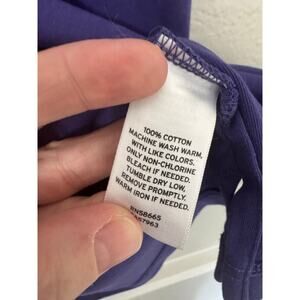 100% COTTON
MACHINE WASH WARM,
WITH LIKE COLORS.
ONLY NON-CHLORINE
BLEACH IF NEEDED.
TUMBLE DRY LOW,
REMOVE PROMPTLY.
WARM IRON IF NEEDED.
RN58665